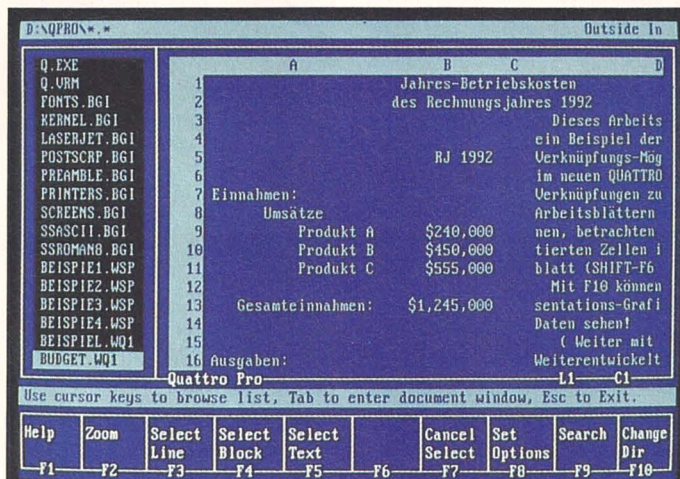 D:\QPRO\*.* Outside In
Q.EXE
Q.VRM
FONTS.BGI
KERNEL.BGI
LASERJET.BGI
POSTSCRP.BGI
PREAMBLE.BGI
PRINTERS.BGI
SCREENS.BGI
SSASCII.BGI
SSROMAN8.BGI
BEISPIE1.WSP
BEISPIE2.WSP
BEISPIE3.WSP
BEISPIE4.WSP
BEISPIEL.WQ1
BUDGET.WQ1
A B C D
1 Jahres-Betriebskosten
2 des Rechnungsjahres 1992
3 Dieses Arbeits
4 ein Beispiel der
5 RJ 1992 Verknüpfungs-Mög
6 im neuen QUATTRO
7 Einnahmen: Verknüpfungen zu
8 Umsätze Arbeitsblättern
9 Produkt A $240,000 nen, betrachten
10 Produkt B $450,000 tierten Zellen i
11 Produkt C $555,000 blatt (SHIFT-F6
12 Mit F10 können
13 Gesamteinnahmen: $1,245,000 sentations-Grafi
14 Daten sehen!
15 ( Weiter mit
16 Ausgaben: Weiterentwickelt
Quattro Pro L1 C1
Use cursor keys to browse list, Tab to enter document window, Esc to Exit.
Help Zoom Select Select Select Cancel Set Search Change
Line Block Text Select Options Dir
F1 F2 F3 F4 F5 F6 F7 F8 F9 F10